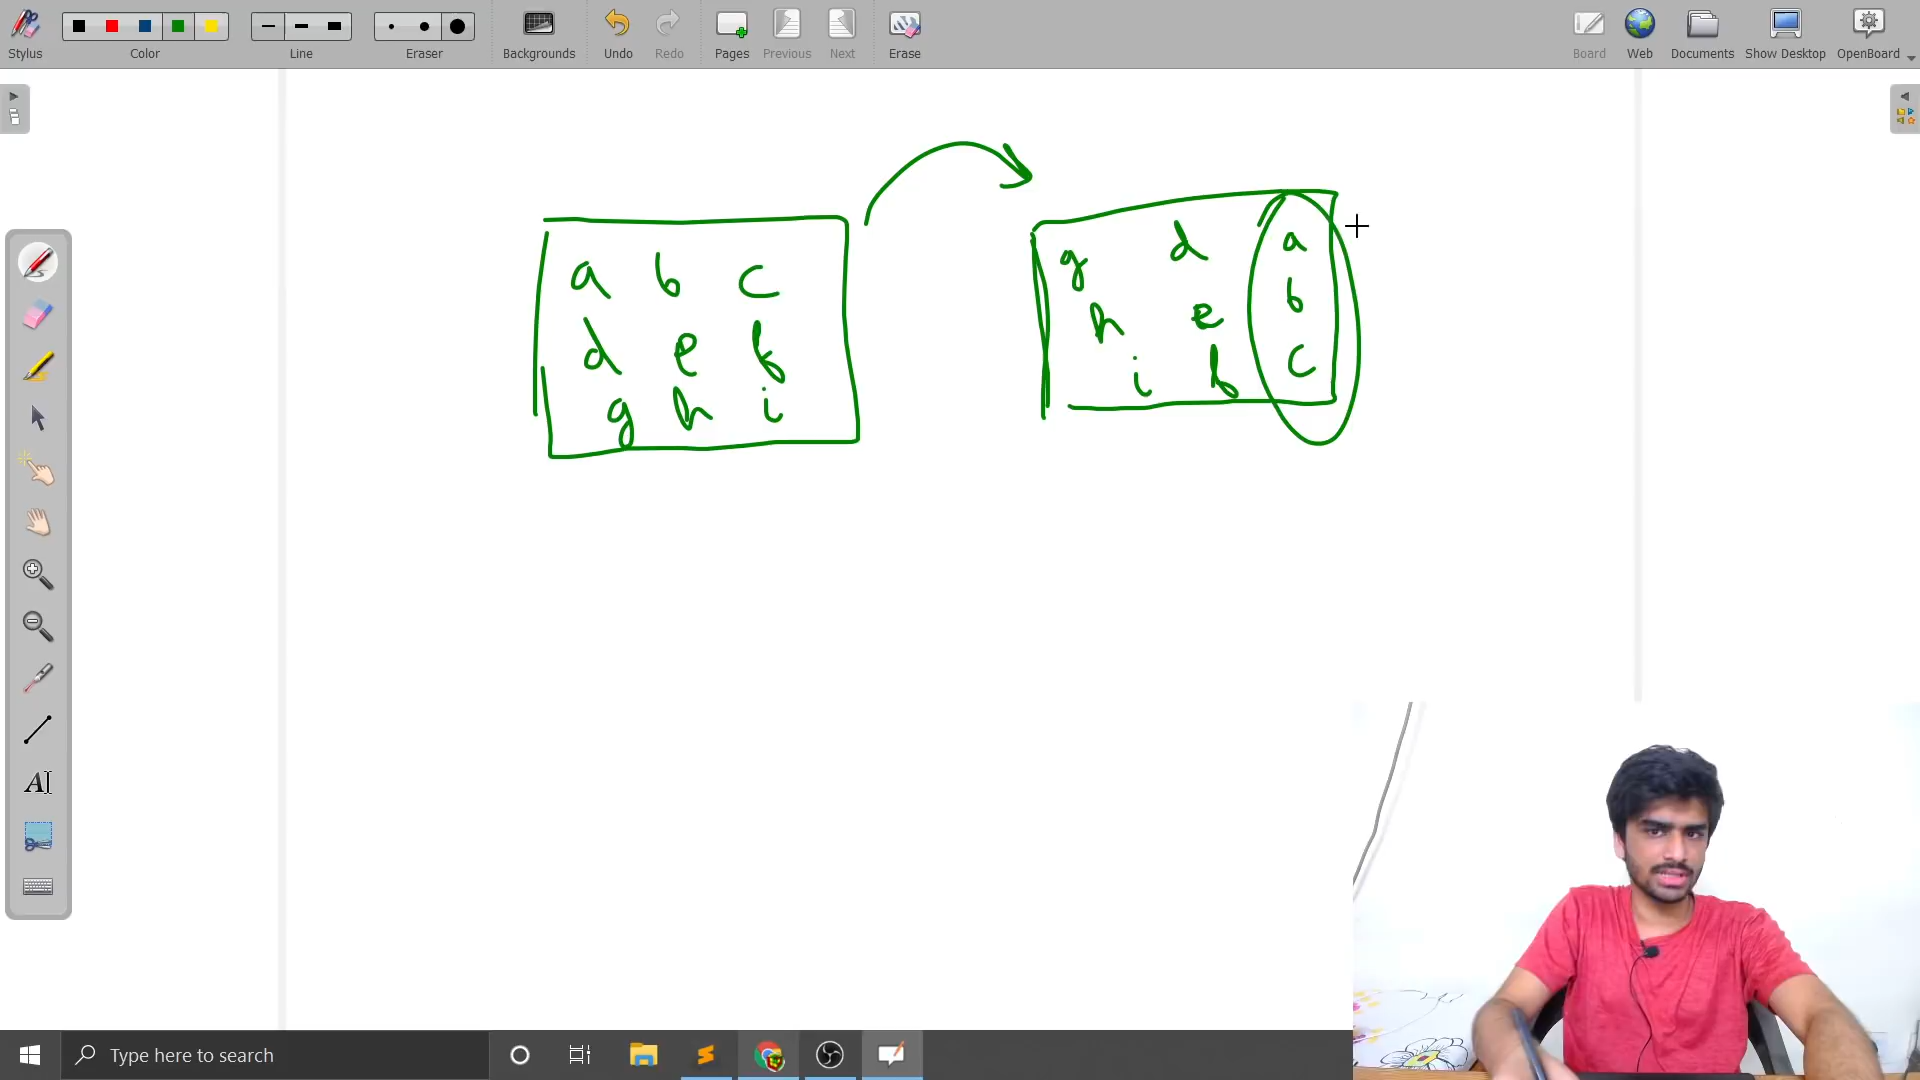 Stylus
Color
Line
Eraser
Backgrounds
Undo
Redo
Pages
Previous
Next
Erase
Board
Web
Documents
Show Desktop
OpenBoard
a b c
d e f
g h i
g d a
h e b
i f c
Type here to search